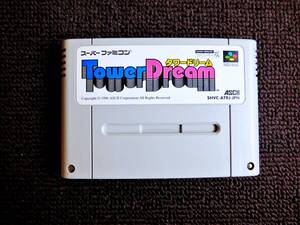 スーパーファミコン
タワードリーム
Tower Dream
Copyright © 1996 ASCII Corporation All Rights Reserved
ASCII
SHVC-ATRJ-JPN